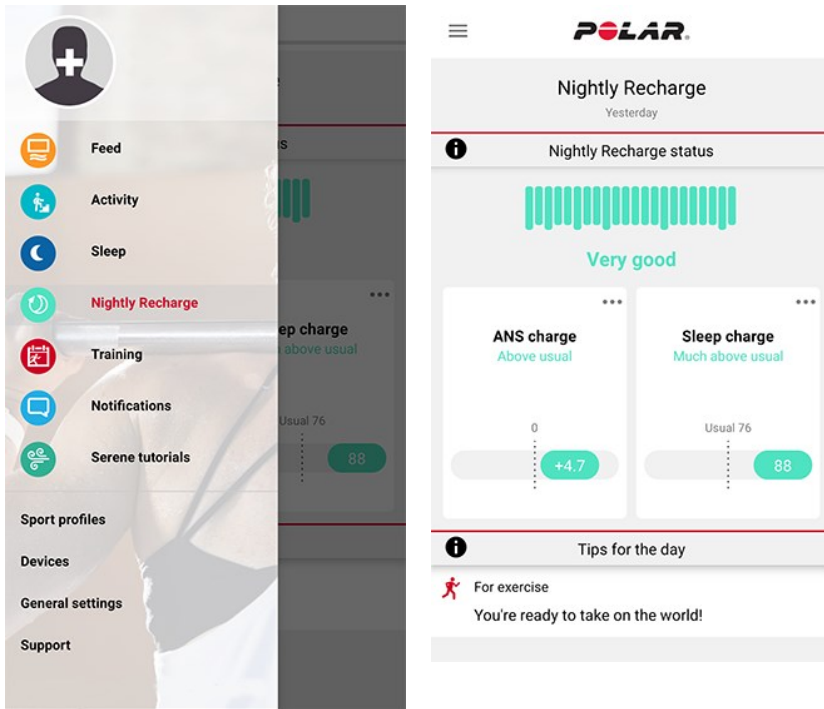 Feed
Activity
Sleep
Nightly Recharge
Training
Notifications
Serene tutorials
Sport profiles
Devices
General settings
Support
s
ep charge
above usual
Usual 76
88
POLAR.
Nightly Recharge
Yesterday
Nightly Recharge status
Very good
ANS charge
Above usual
0
+4.7
Sleep charge
Much above usual
Usual 76
88
Tips for the day
For exercise
You're ready to take on the world!